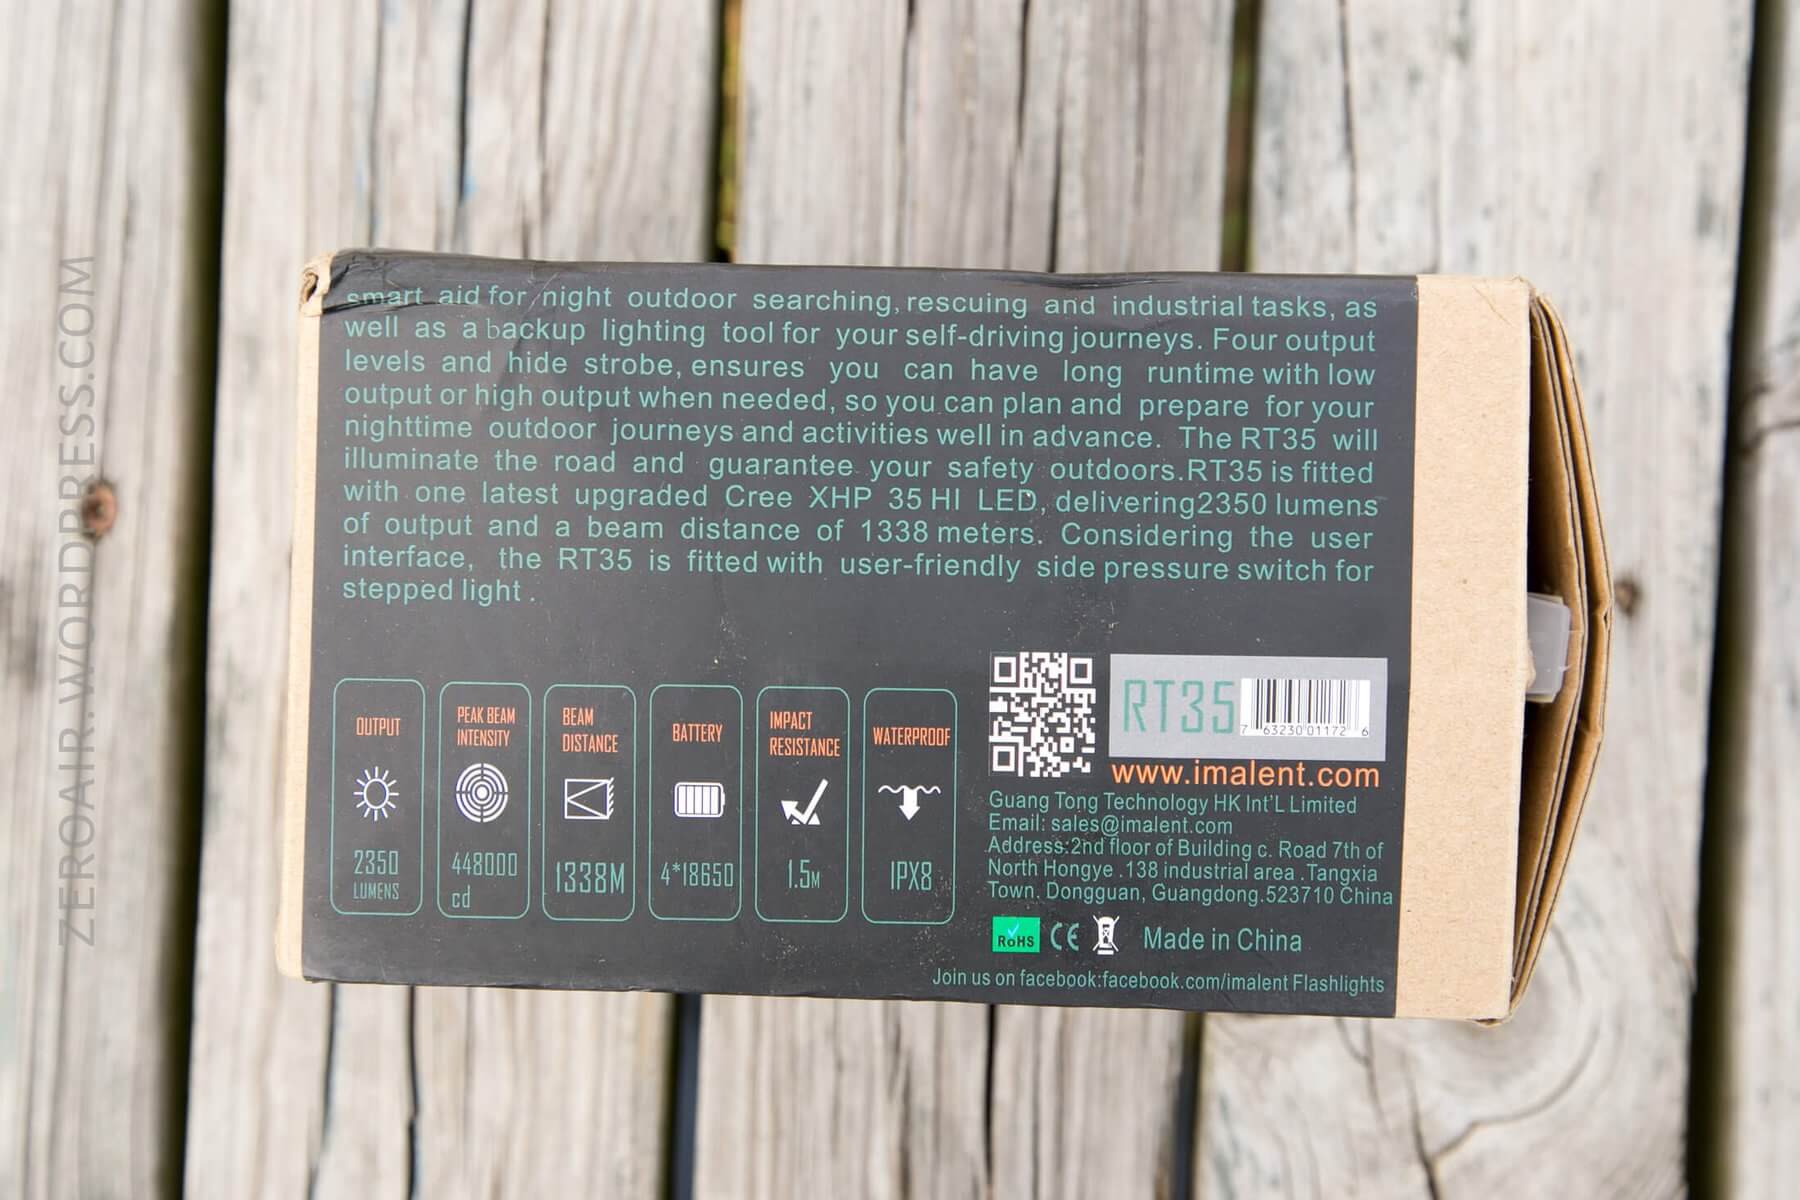 smart aid for night outdoor searching, rescuing and industrial tasks, as
well as a backup lighting tool for your self-driving journeys. Four output
levels and hide strobe, ensures you can have long runtime with low
output or high output when needed, so you can plan and prepare for your
nighttime outdoor journeys and activities well in advance. The RT35 will
illuminate the road and guarantee your safety outdoors.RT35 is fitted
with one latest upgraded Cree XHP 35 HI LED, delivering2350 lumens
of output and a beam distance of 1338 meters. Considering the user
interface, the RT35 is fitted with user-friendly side pressure switch for
stepped light .
OUTPUT
2350
LUMENS
PEAK BEAM
INTENSITY
448000
cd
BEAM
DISTANCE
1338M
BATTERY
4*18650
IMPACT
RESISTANCE
1.5M
WATERPROOF
IPX8
RT35
7 63230 01172 6
www.imalent.com
Guang Tong Technology HK Int'L Limited
Email: sales@imalent.com
Address:2nd floor of Building c. Road 7th of
North Hongye .138 industrial area .Tangxia
Town. Dongguan, Guangdong.523710 China
RoHS CE Made in China
Join us on facebook:facebook.com/imalent Flashlights
ZEROAIR.WORDPRESS.COM